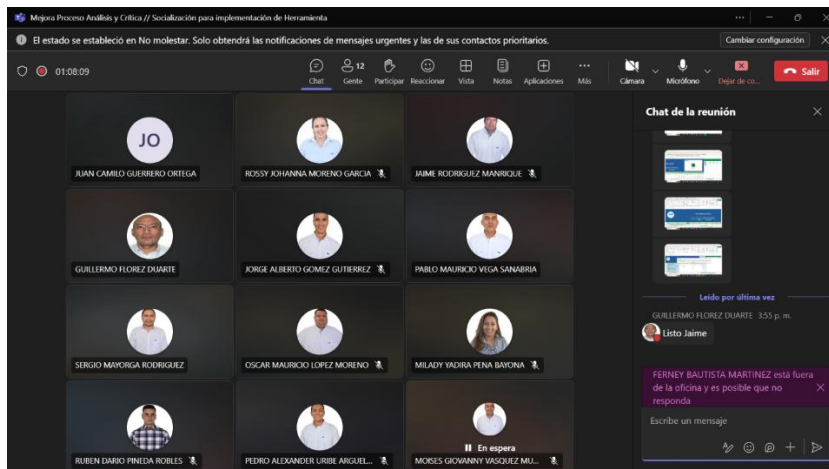 Mejora Proceso Análisis y Crítica // Socialización para implementación de Herramienta
El estado se estableció en No molestar. Solo obtendrá las notificaciones de mensajes urgentes y las de sus contactos prioritarios.
Cambiar configuración
01:08:09
Chat
12
Gente
Participar
Reaccionar
Vista
Notas
Aplicaciones
Más
Cámara
Micrófono
Dejar de co...
Salir
JO
JUAN CAMILO GUERRERO ORTEGA
ROSSY JOHANNA MORENO GARCIA
JAIME RODRIGUEZ MANRIQUE
GUILLERMO FLOREZ DUARTE
JORGE ALBERTO GOMEZ GUTIERREZ
PABLO MAURICIO VEGA SANABRIA
SERGIO MAYORGA RODRIGUEZ
OSCAR MAURICIO LOPEZ MORENO
MILADY YADIRA PENA BAYONA
RUBEN DARIO PINEDA ROBLES
PEDRO ALEXANDER URIBE ARGUEL...
En espera
MOISES GIOVANNY VASQUEZ MU...
Chat de la reunión
Leído por última vez
GUILLERMO FLOREZ DUARTE 3:55 p. m.
Listo Jaime
FERNEY BAUTISTA MARTINEZ está fuera
de la oficina y es posible que no
responda
Escribe un mensaje